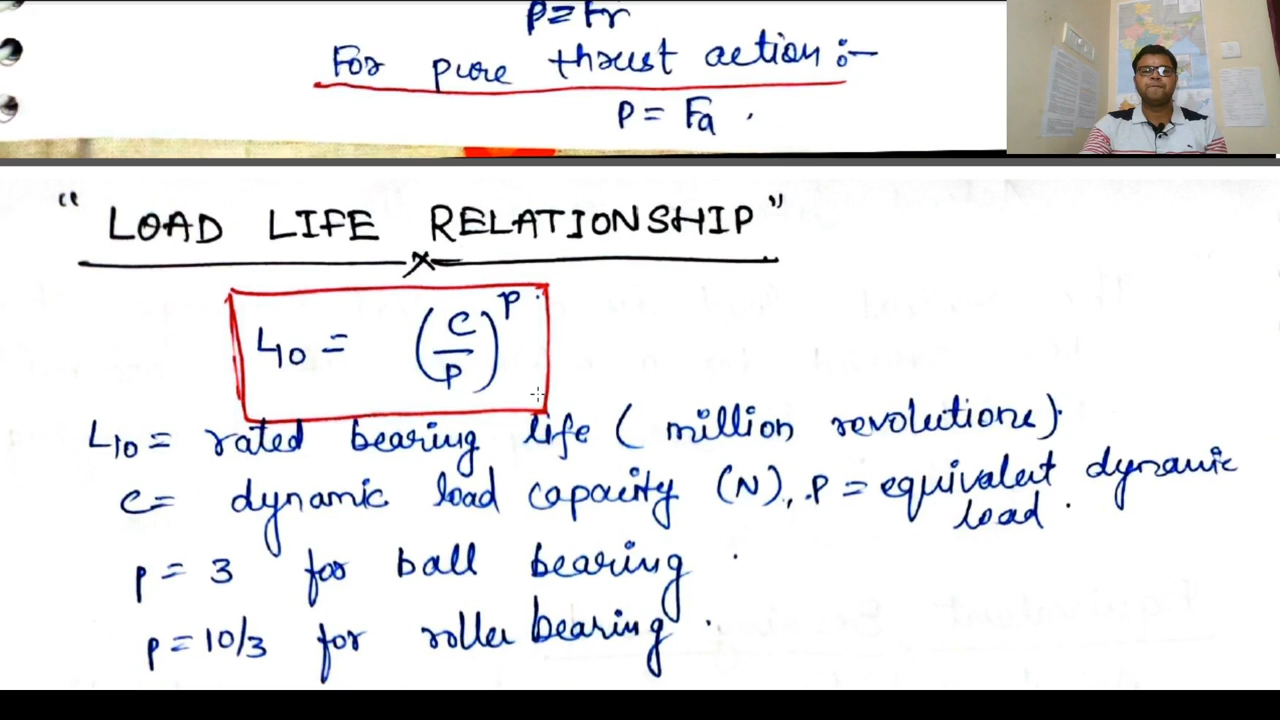 P = Fr
For pure thrust action :-
P = Fa .
" LOAD LIFE RELATIONSHIP "
L10 = (C/P)^p .
L10 = rated bearing life ( million revolutions).
C = dynamic load capacity (N), P = equivalent dynamic
load .
p = 3 for ball bearing .
p = 10/3 for roller bearing .